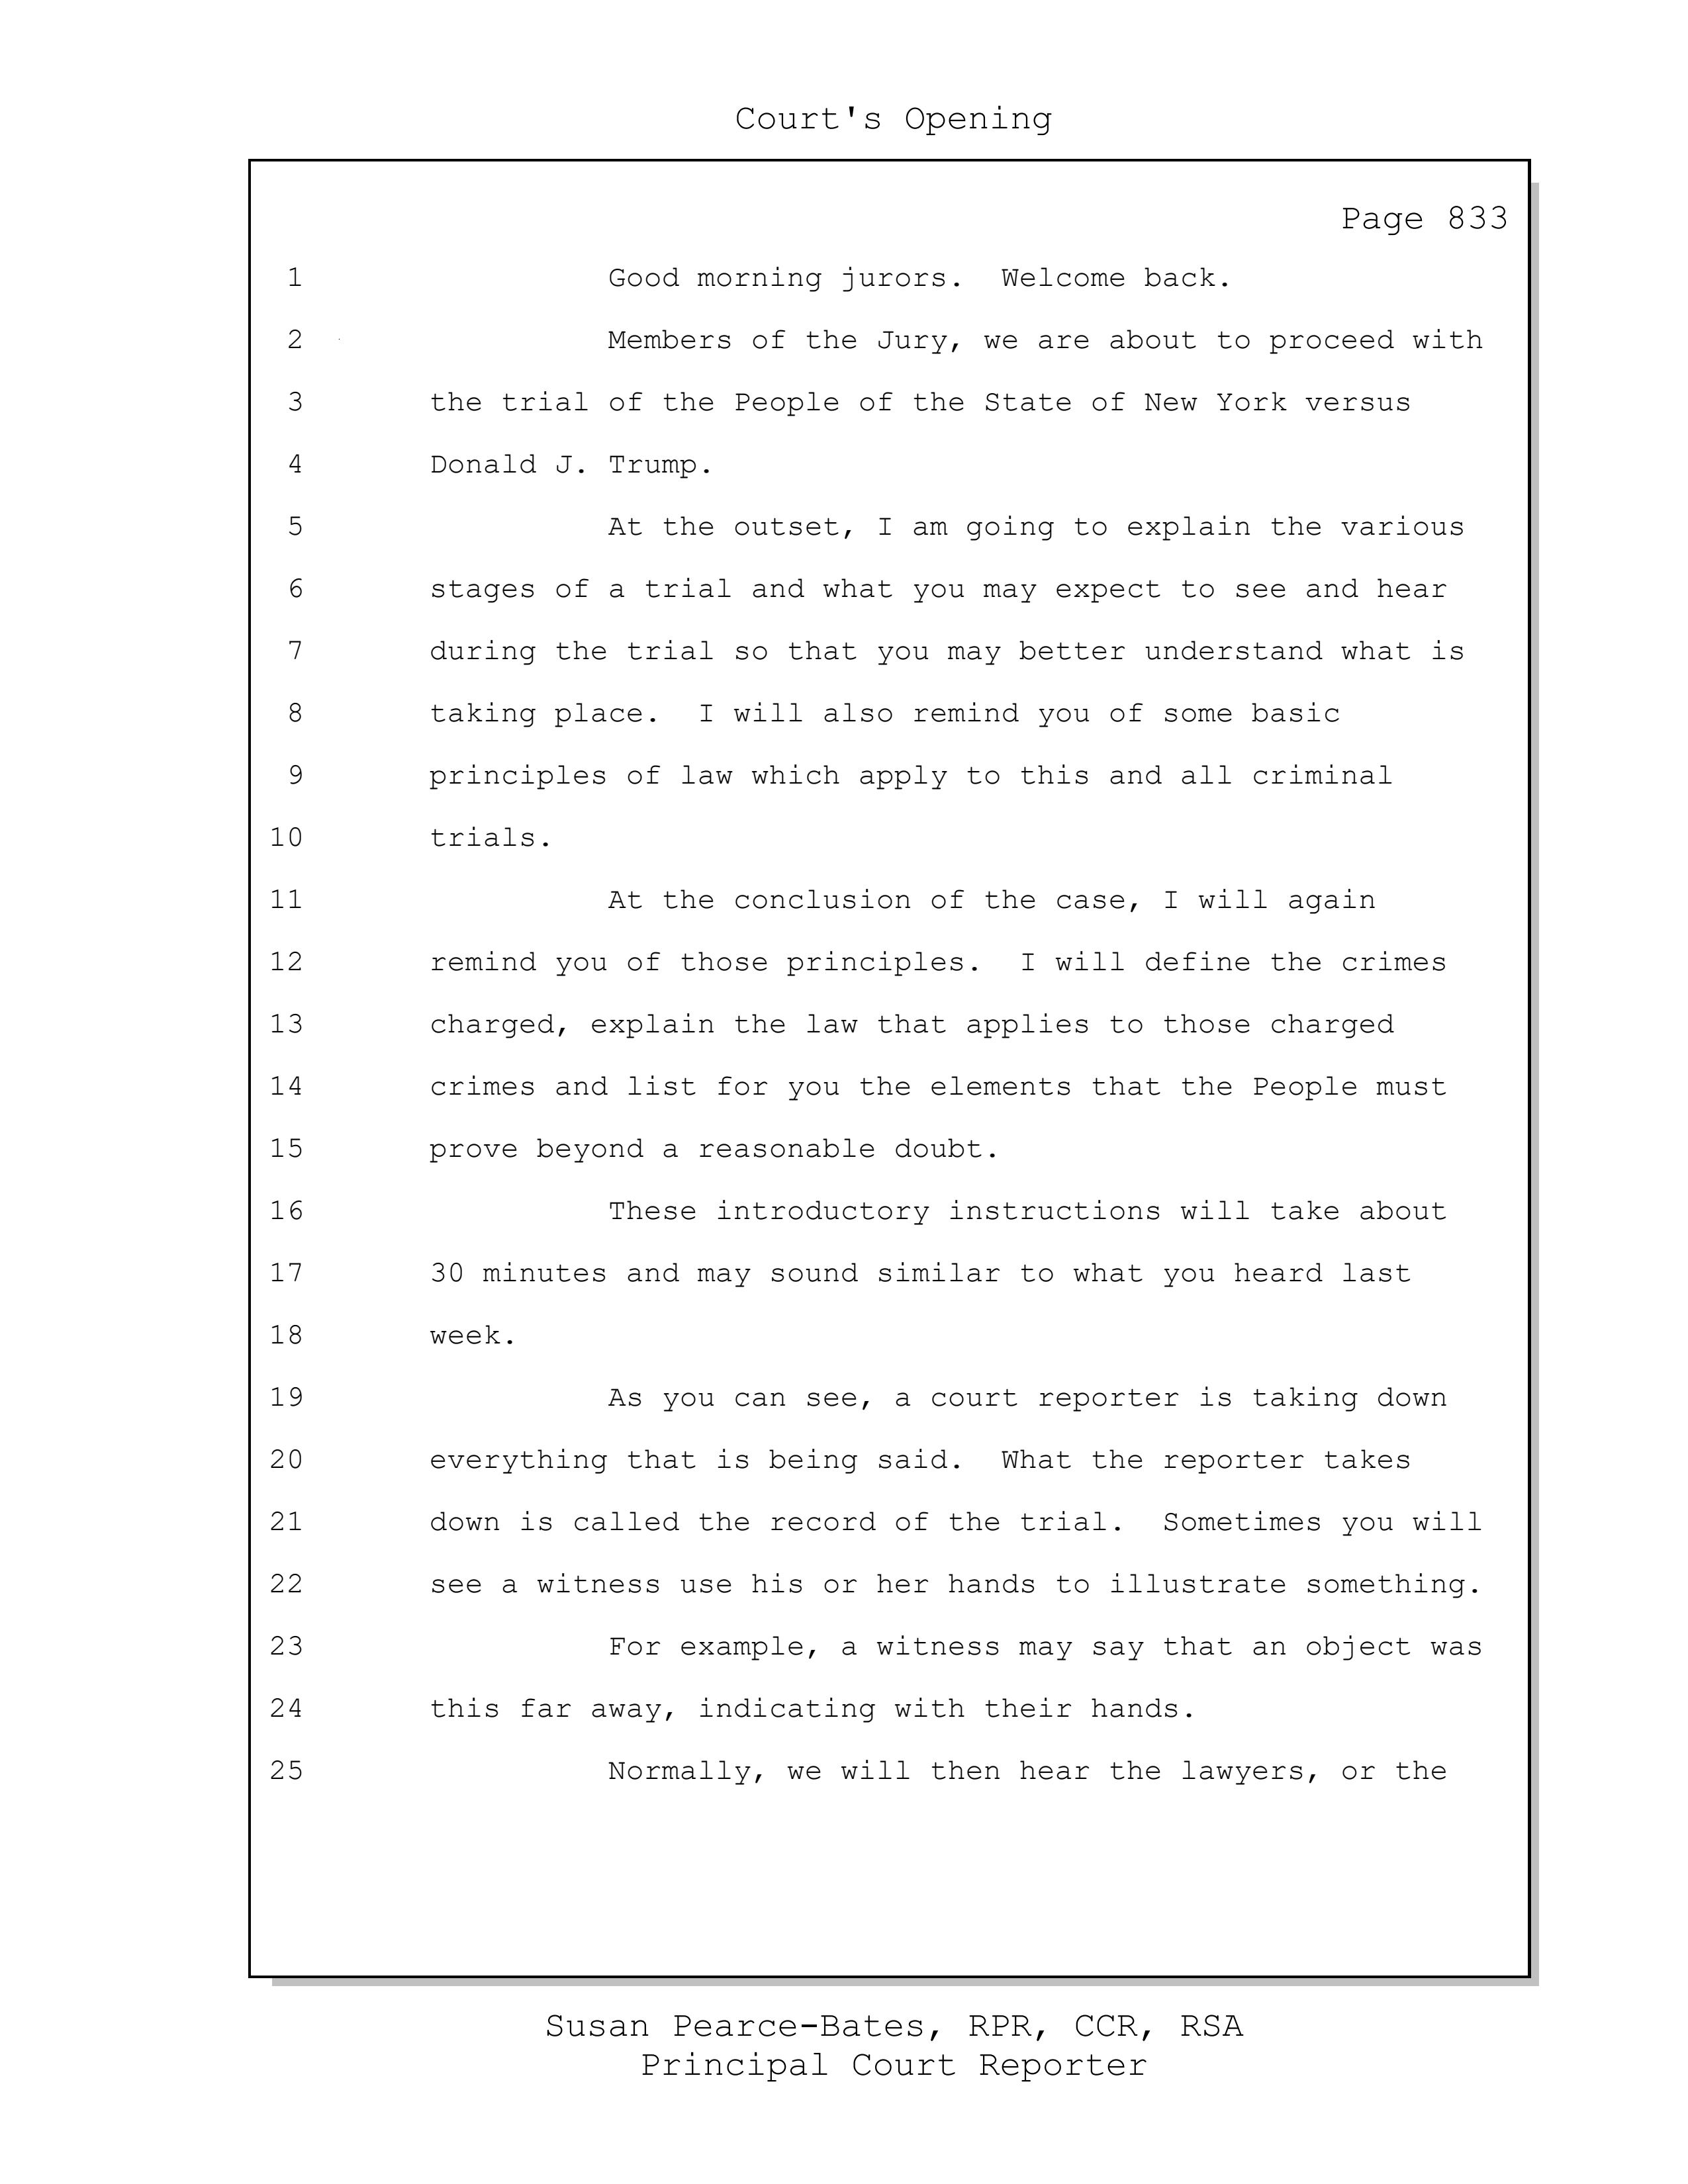 Court's Opening
Page 833
1 Good morning jurors. Welcome back.
2 Members of the Jury, we are about to proceed with
3 the trial of the People of the State of New York versus
4 Donald J. Trump.
5 At the outset, I am going to explain the various
6 stages of a trial and what you may expect to see and hear
7 during the trial so that you may better understand what is
8 taking place. I will also remind you of some basic
9 principles of law which apply to this and all criminal
10 trials.
11 At the conclusion of the case, I will again
12 remind you of those principles. I will define the crimes
13 charged, explain the law that applies to those charged
14 crimes and list for you the elements that the People must
15 prove beyond a reasonable doubt.
16 These introductory instructions will take about
17 30 minutes and may sound similar to what you heard last
18 week.
19 As you can see, a court reporter is taking down
20 everything that is being said. What the reporter takes
21 down is called the record of the trial. Sometimes you will
22 see a witness use his or her hands to illustrate something.
23 For example, a witness may say that an object was
24 this far away, indicating with their hands.
25 Normally, we will then hear the lawyers, or the
Susan Pearce-Bates, RPR, CCR, RSA
Principal Court Reporter